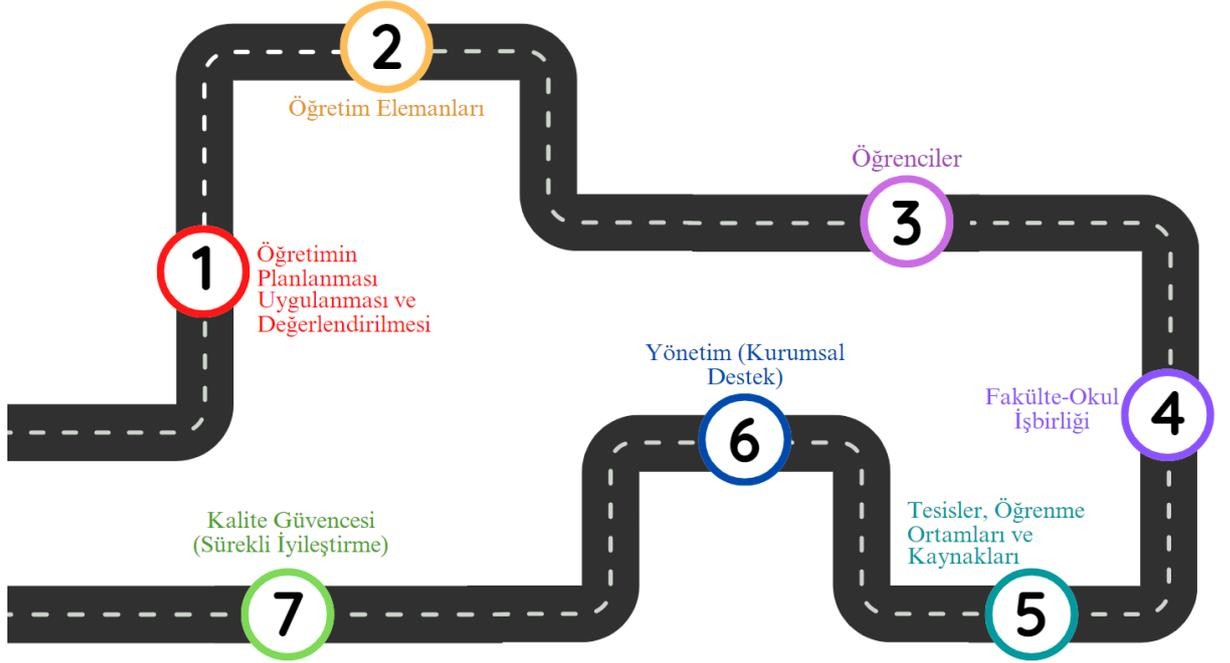 1
Öğretimin
Planlanması
Uygulanması ve
Değerlendirilmesi
2
Öğretim Elemanları
3
Öğrenciler
4
Fakülte-Okul
İşbirliği
5
Tesisler, Öğrenme
Ortamları ve
Kaynakları
6
Yönetim (Kurumsal
Destek)
7
Kalite Güvencesi
(Sürekli İyileştirme)